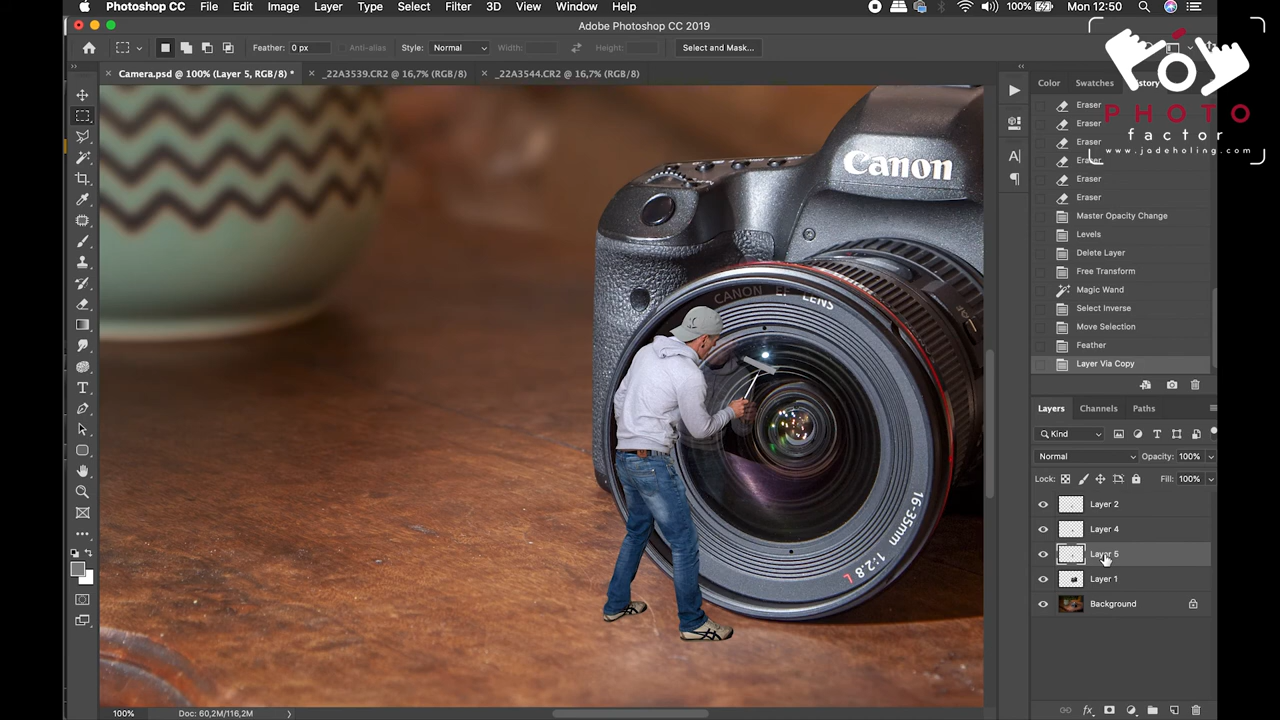 Photoshop File Edit Image Layer Type Select Filter 3D View Window Help 100% Mon 12:50
Adobe Photoshop CC 2019
Feather: 0 px Anti-alias Style: Normal Width: Height: Select and Mask...
Camera.psd @ 100% (Layer 5, RGB/8) * _22A3539.CR2 @ 16,7% (RGB/8) _22A3544.CR2 @ 16,7% (RGB/8)
PHOTO
factor
www.jadeholing.com
Canon
CANON EF LENS
16-35mm 1:2.8 L
Color Swatches History
Eraser
Eraser
Eraser
Eraser
Eraser
Eraser
Master Opacity Change
Levels
Delete Layer
Free Transform
Magic Wand
Select Inverse
Move Selection
Feather
Layer Via Copy
Layers Channels Paths
Kind
Normal Opacity: 100%
Lock: Fill: 100%
Layer 2
Layer 4
Layer 5
Layer 1
Background
100% Doc: 60,2M/116,2M